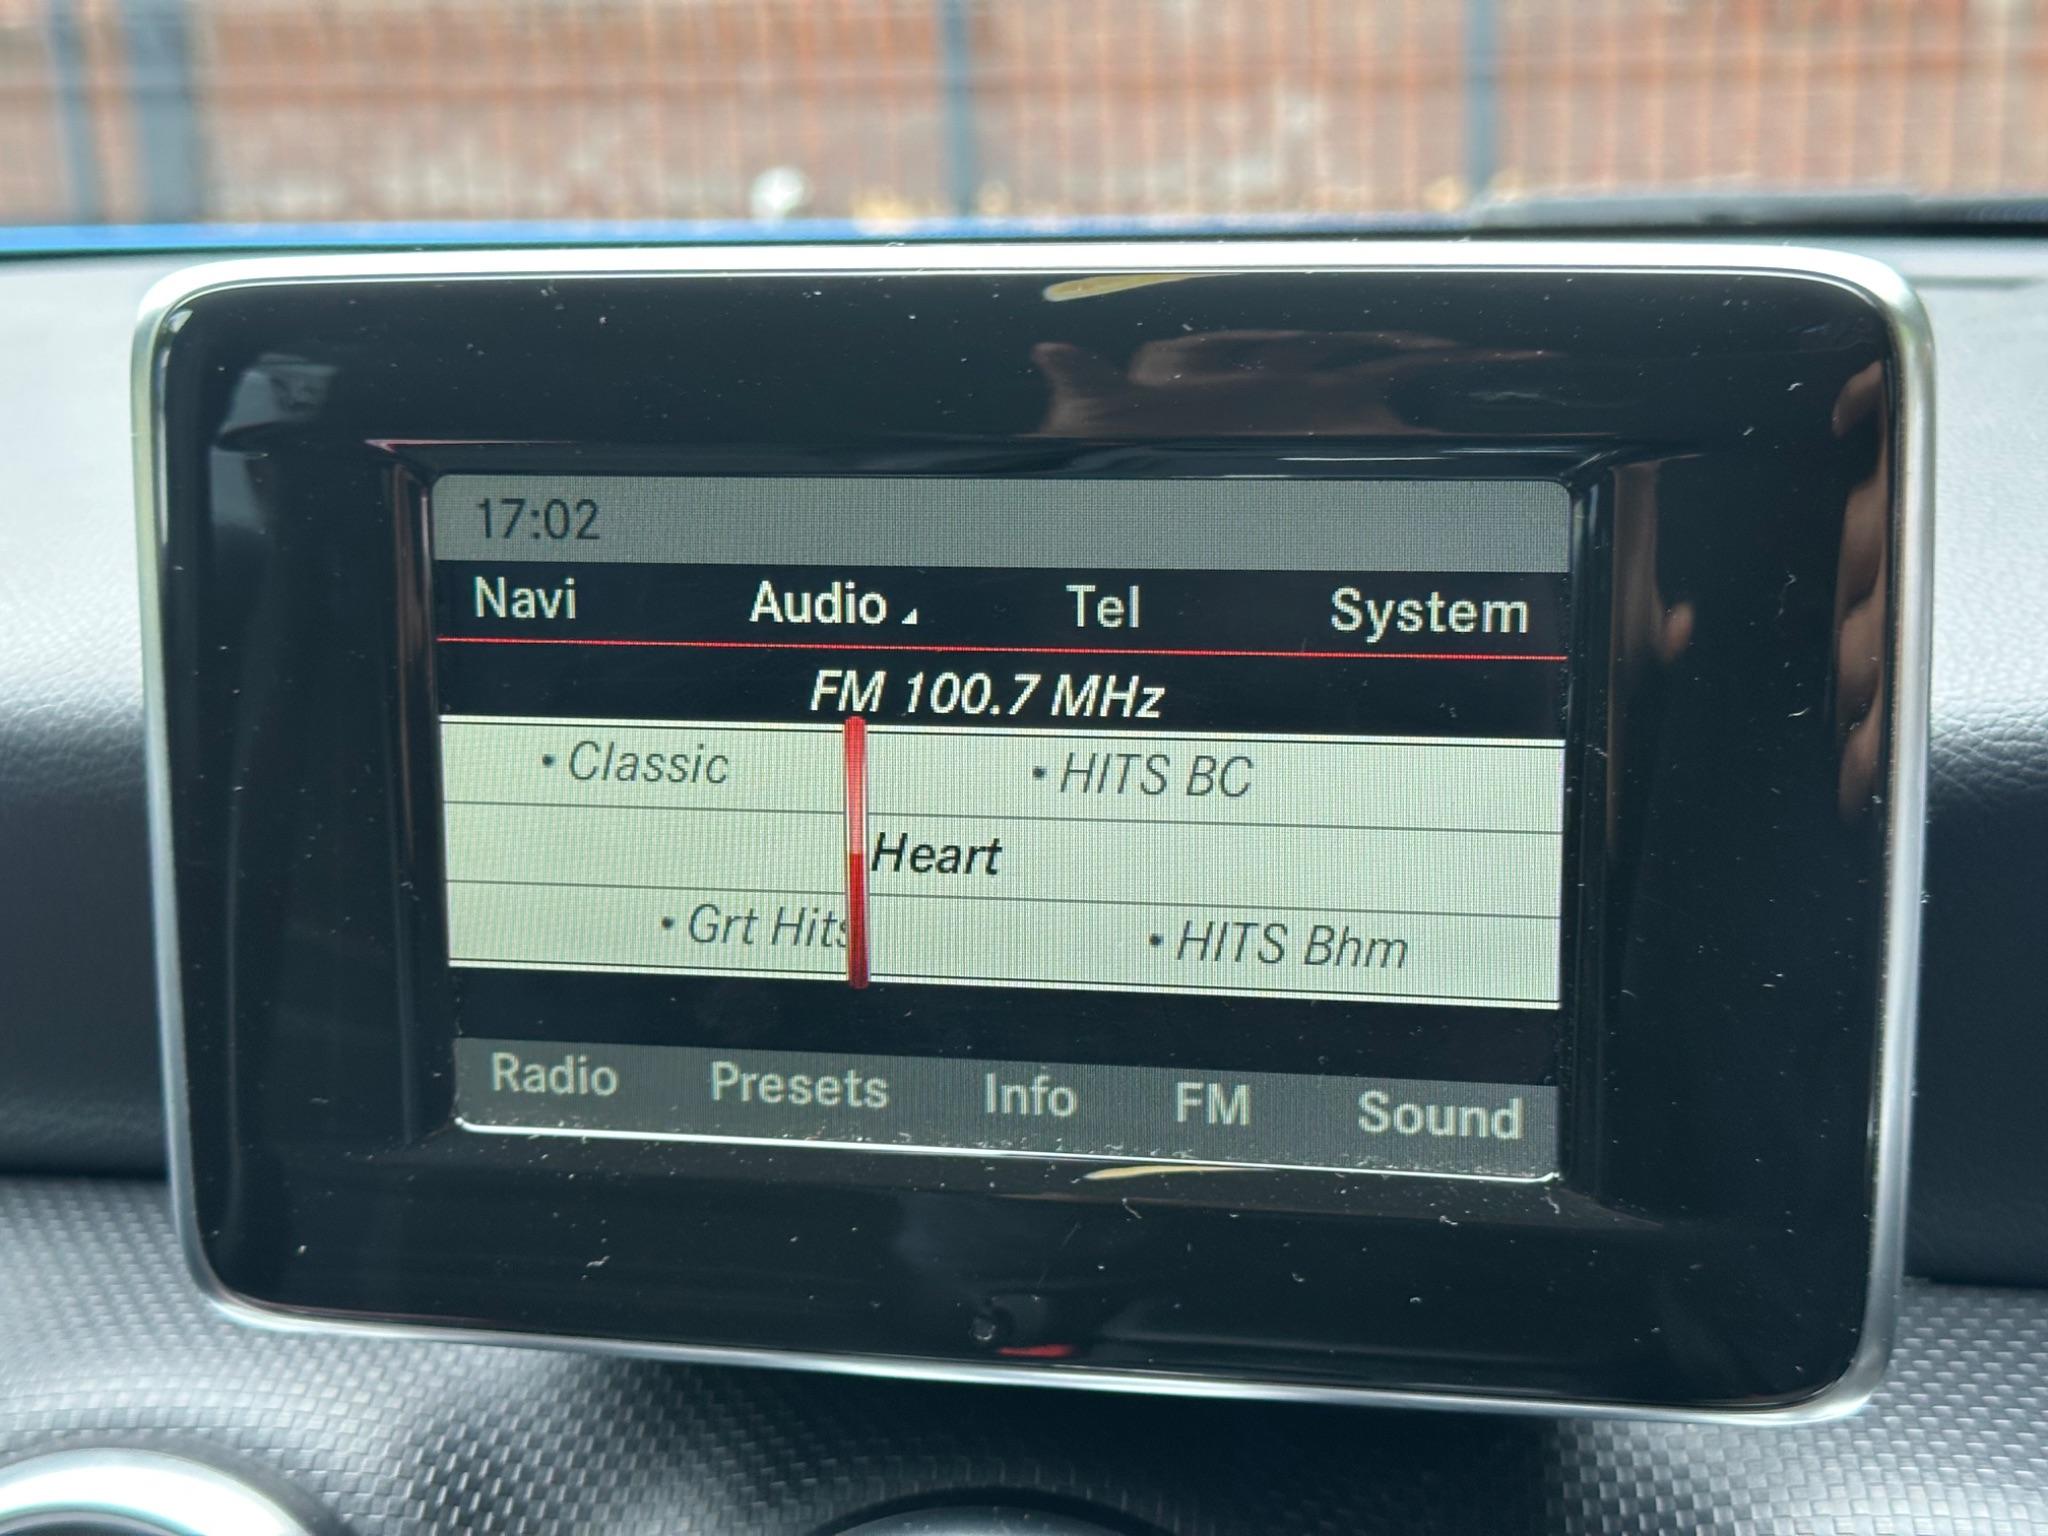 17:02
Navi Audio Tel System
FM 100.7 MHz
• Classic • HITS BC
Heart
• Grt Hits • HITS Bhm
Radio Presets Info FM Sound